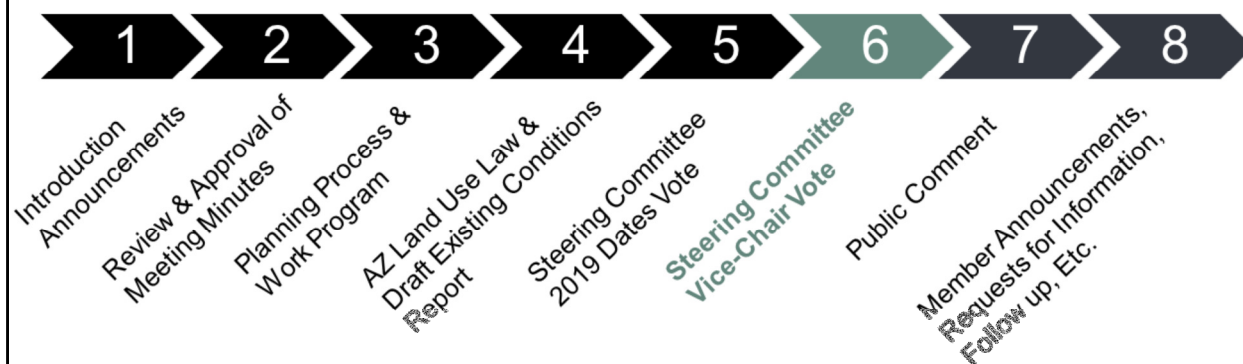 1
2
3
4
5
6
7
8
Introduction
Announcements
Review & Approval of
Meeting Minutes
Planning Process &
Work Program
AZ Land Use Law &
Draft Existing Conditions
Report
Steering Committee
2019 Dates Vote
Steering Committee
Vice-Chair Vote
Public Comment
Member Announcements,
Requests for Information,
Follow up, Etc.